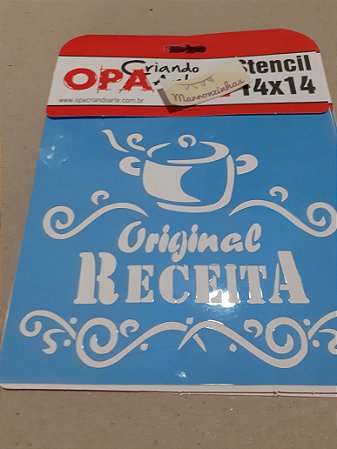 OPA Criando
Stencil
14x14
Marronzinhas
www.opacriandoarte.com.br
Original
RECEITA